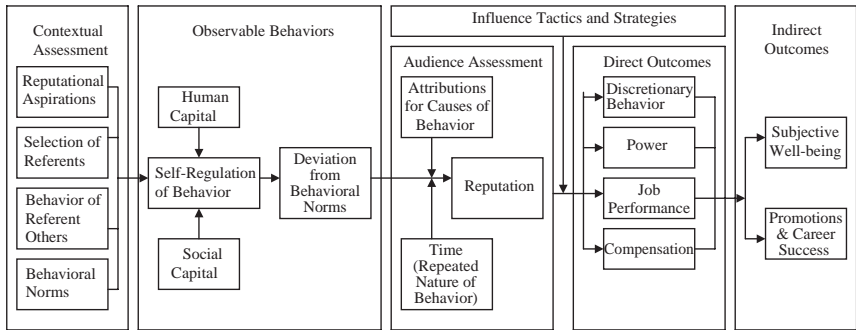 Contextual
Assessment
Reputational
Aspirations
Selection of
Referents
Behavior of
Referent
Others
Behavioral
Norms
Observable Behaviors
Human
Capital
Self-Regulation
of Behavior
Social
Capital
Deviation
from
Behavioral
Norms
Influence Tactics and Strategies
Audience Assessment
Attributions
for Causes of
Behavior
Reputation
Time
(Repeated
Nature of
Behavior)
Direct Outcomes
Discretionary
Behavior
Power
Job
Performance
Compensation
Indirect
Outcomes
Subjective
Well-being
Promotions
& Career
Success